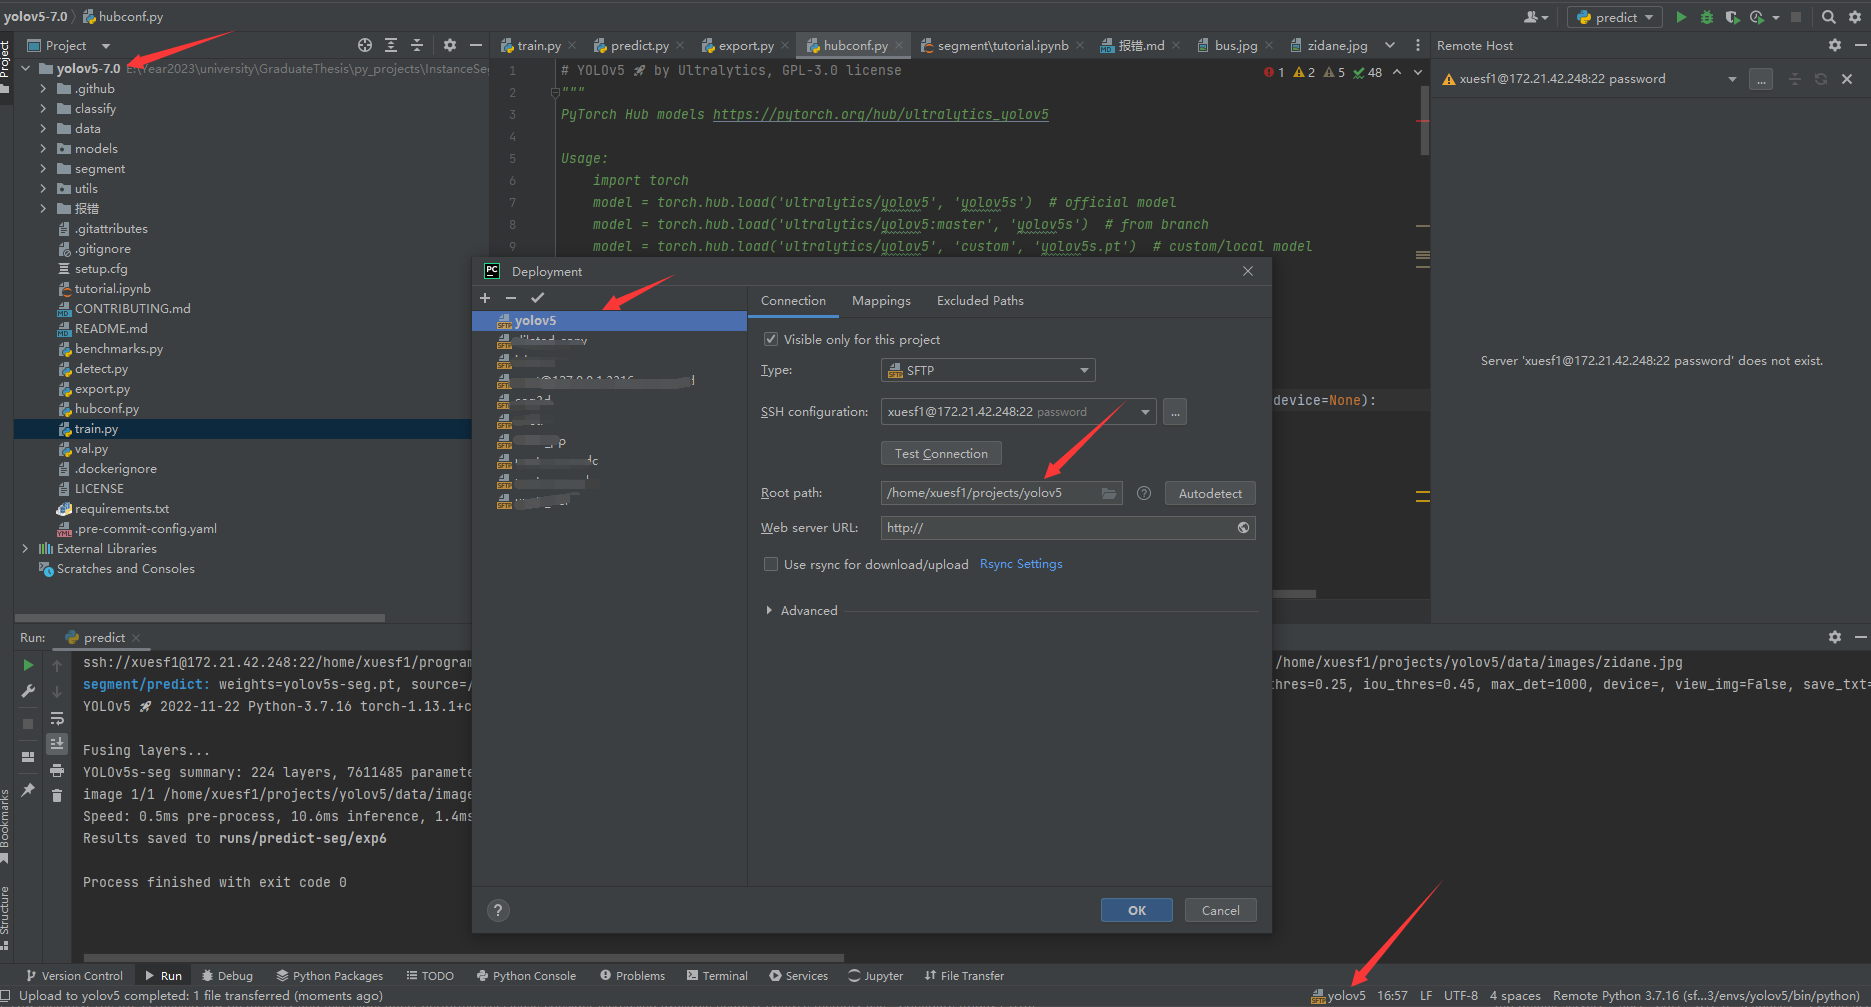 yolov5-7.0 hubconf.py
predict
Project
train.py predict.py export.py hubconf.py segment\tutorial.ipynb 报错.md bus.jpg zidane.jpg
Remote Host
Project
yolov5-7.0 E:\Year2023\university\GraduateThesis\py_projects\InstanceSe
.github
classify
data
models
segment
utils
报错
.gitattributes
.gitignore
setup.cfg
tutorial.ipynb
CONTRIBUTING.md
README.md
benchmarks.py
detect.py
export.py
hubconf.py
train.py
val.py
.dockerignore
LICENSE
requirements.txt
.pre-commit-config.yaml
External Libraries
Scratches and Consoles
1 # YOLOv5 🚀 by Ultralytics, GPL-3.0 license
1 2 5 48
2 """
3 PyTorch Hub models https://pytorch.org/hub/ultralytics_yolov5
4
5 Usage:
6 import torch
7 model = torch.hub.load('ultralytics/yolov5', 'yolov5s') # official model
8 model = torch.hub.load('ultralytics/yolov5:master', 'yolov5s') # from branch
9 model = torch.hub.load('ultralytics/yolov5', 'custom', 'yolov5s.pt') # custom/local model
device=None):
xuesf1@172.21.42.248:22 password
...
Server 'xuesf1@172.21.42.248:22 password' does not exist.
PC Deployment
yolov5
Connection Mappings Excluded Paths
Visible only for this project
Type: SFTP
SSH configuration: xuesf1@172.21.42.248:22 password ...
Test Connection
Root path: /home/xuesf1/projects/yolov5 Autodetect
Web server URL: http://
Use rsync for download/upload Rsync Settings
Advanced
? OK Cancel
Run: predict
ssh://xuesf1@172.21.42.248:22/home/xuesf1/progra
/home/xuesf1/projects/yolov5/data/images/zidane.jpg
segment/predict: weights=yolov5s-seg.pt, source=/
thres=0.25, iou_thres=0.45, max_det=1000, device=, view_img=False, save_txt=
YOLOv5 🚀 2022-11-22 Python-3.7.16 torch-1.13.1+c
Fusing layers...
YOLOv5s-seg summary: 224 layers, 7611485 paramete
image 1/1 /home/xuesf1/projects/yolov5/data/image
Speed: 0.5ms pre-process, 10.6ms inference, 1.4ms
Results saved to runs/predict-seg/exp6
Process finished with exit code 0
Bookmarks
Structure
Version Control Run Debug Python Packages TODO Python Console Problems Terminal Services Jupyter File Transfer
Upload to yolov5 completed: 1 file transferred (moments ago)
yolov5 16:57 LF UTF-8 4 spaces Remote Python 3.7.16 (sf...3/envs/yolov5/bin/python)